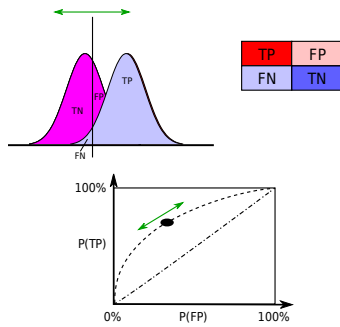 TP
FP
TN
FN
TP FP
FN TN
100%
P(TP)
0% P(FP) 100%